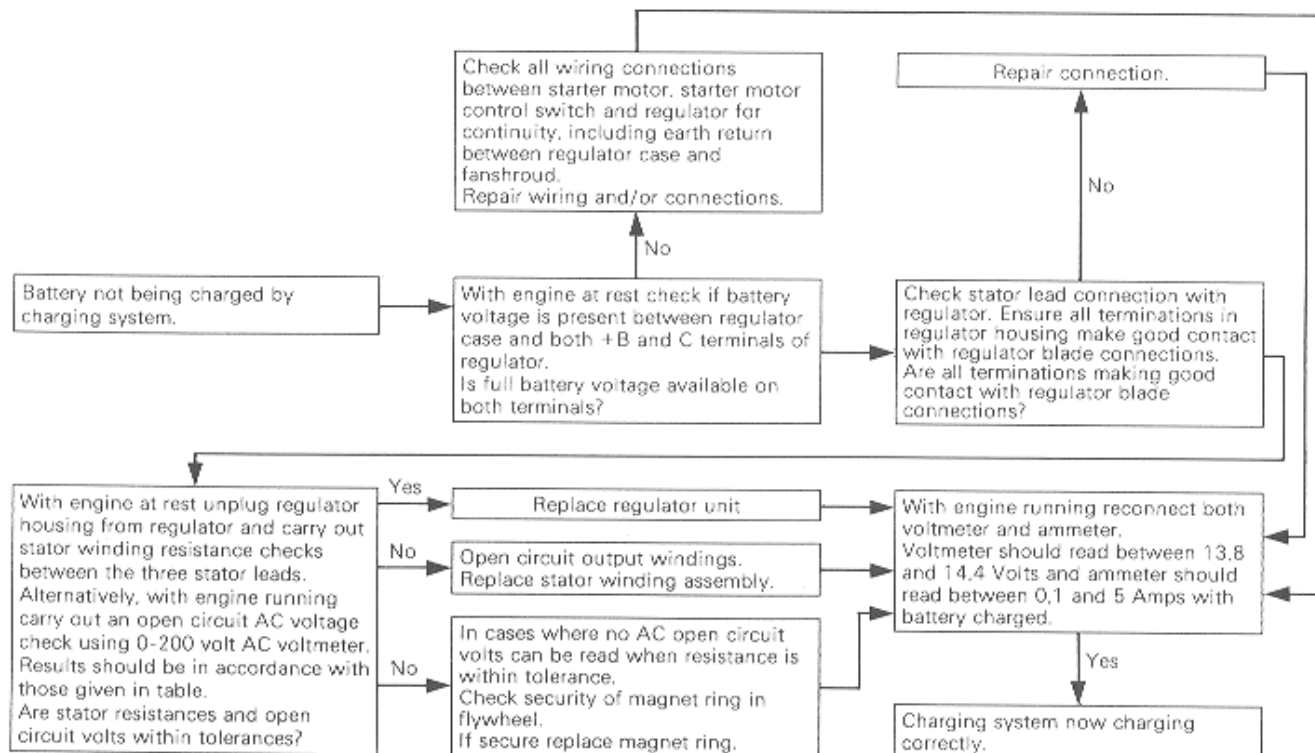 Check all wiring connections
between starter motor, starter motor
control switch and regulator for
continuity, including earth return
between regulator case and
fanshroud.
Repair wiring and/or connections.
Repair connection.
No
No
Battery not being charged by
charging system.
With engine at rest check if battery
voltage is present between regulator
case and both +B and C terminals of
regulator.
Is full battery voltage available on
both terminals?
Check stator lead connection with
regulator. Ensure all terminations in
regulator housing make good contact
with regulator blade connections.
Are all terminations making good
contact with regulator blade
connections?
With engine at rest unplug regulator
housing from regulator and carry out
stator winding resistance checks
between the three stator leads.
Alternatively, with engine running
carry out an open circuit AC voltage
check using 0-200 volt AC voltmeter.
Results should be in accordance with
those given in table.
Are stator resistances and open
circuit volts within tolerances?
Yes
Replace regulator unit
No
Open circuit output windings.
Replace stator winding assembly.
No
In cases where no AC open circuit
volts can be read when resistance is
within tolerance.
Check security of magnet ring in
flywheel.
If secure replace magnet ring.
With engine running reconnect both
voltmeter and ammeter.
Voltmeter should read between 13,8
and 14,4 Volts and ammeter should
read between 0,1 and 5 Amps with
battery charged.
Yes
Charging system now charging
correctly.